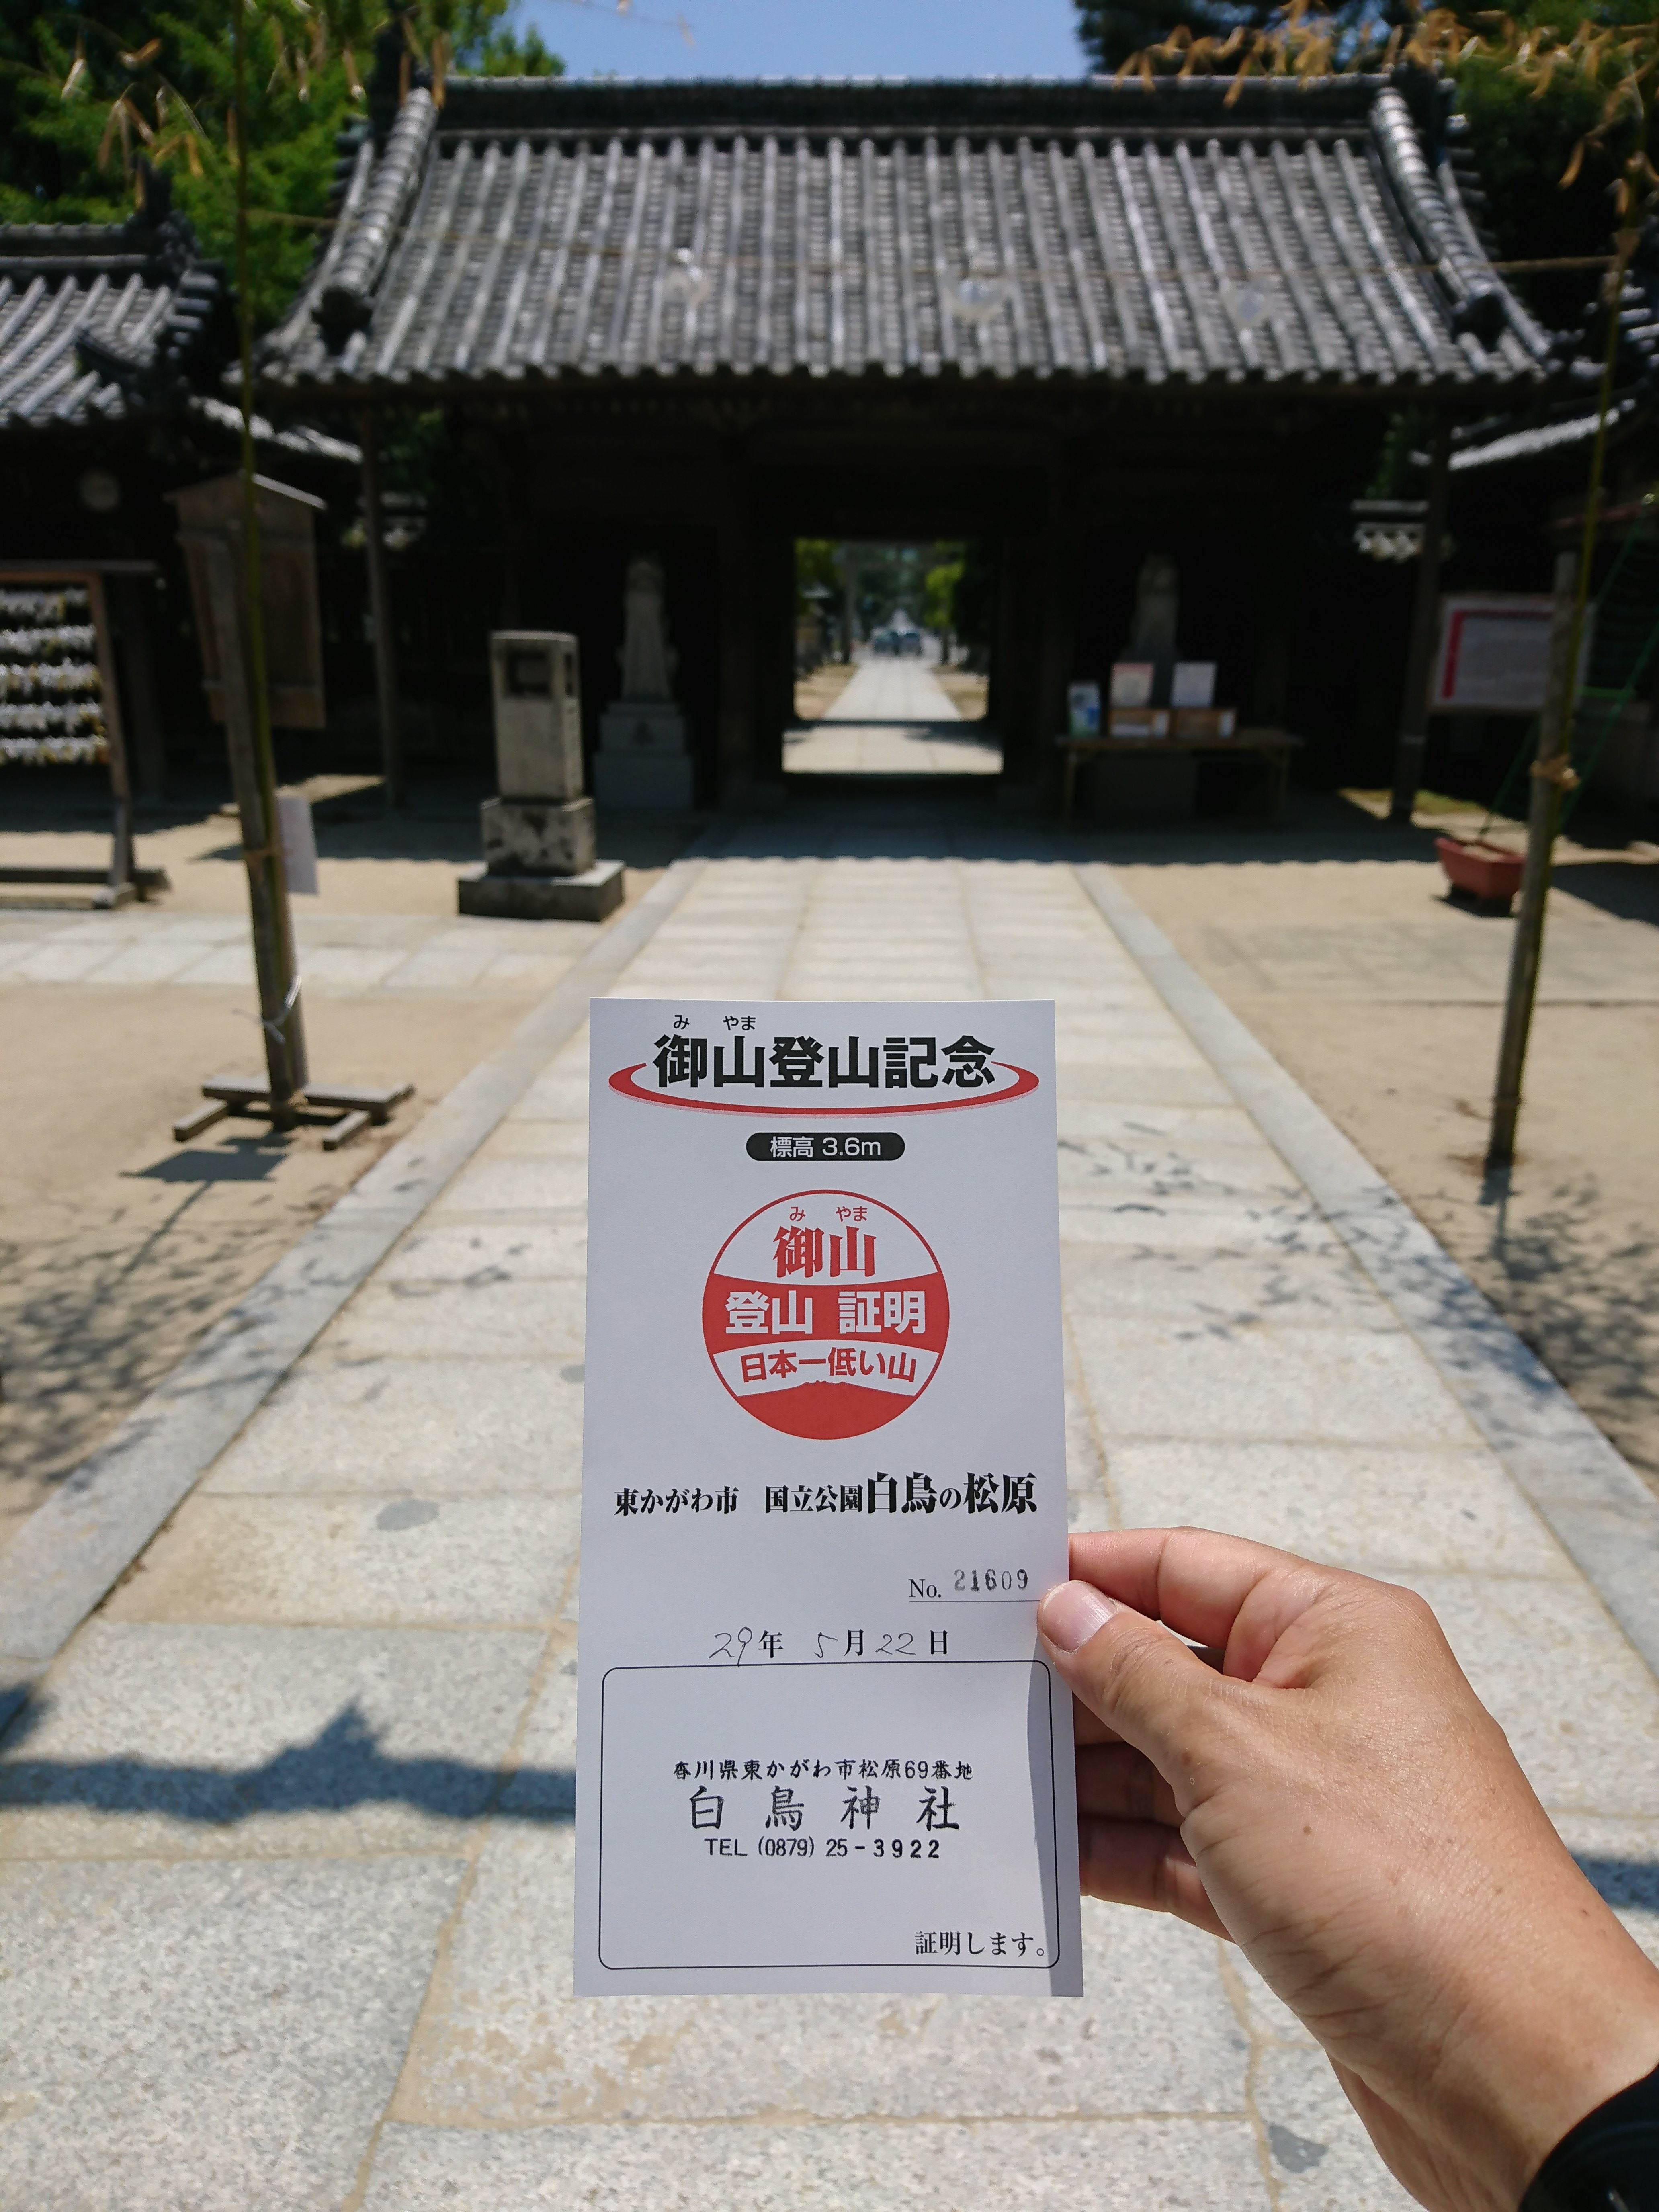 み やま
御山登山記念
標高 3.6m
み やま
御山
登山 証明
日本一低い山
東かがわ市 国立公園白鳥の松原
No. 21609
29年 5月22日
香川県東かがわ市松原69番地
白鳥神社
TEL (0879) 25-3922
証明します。